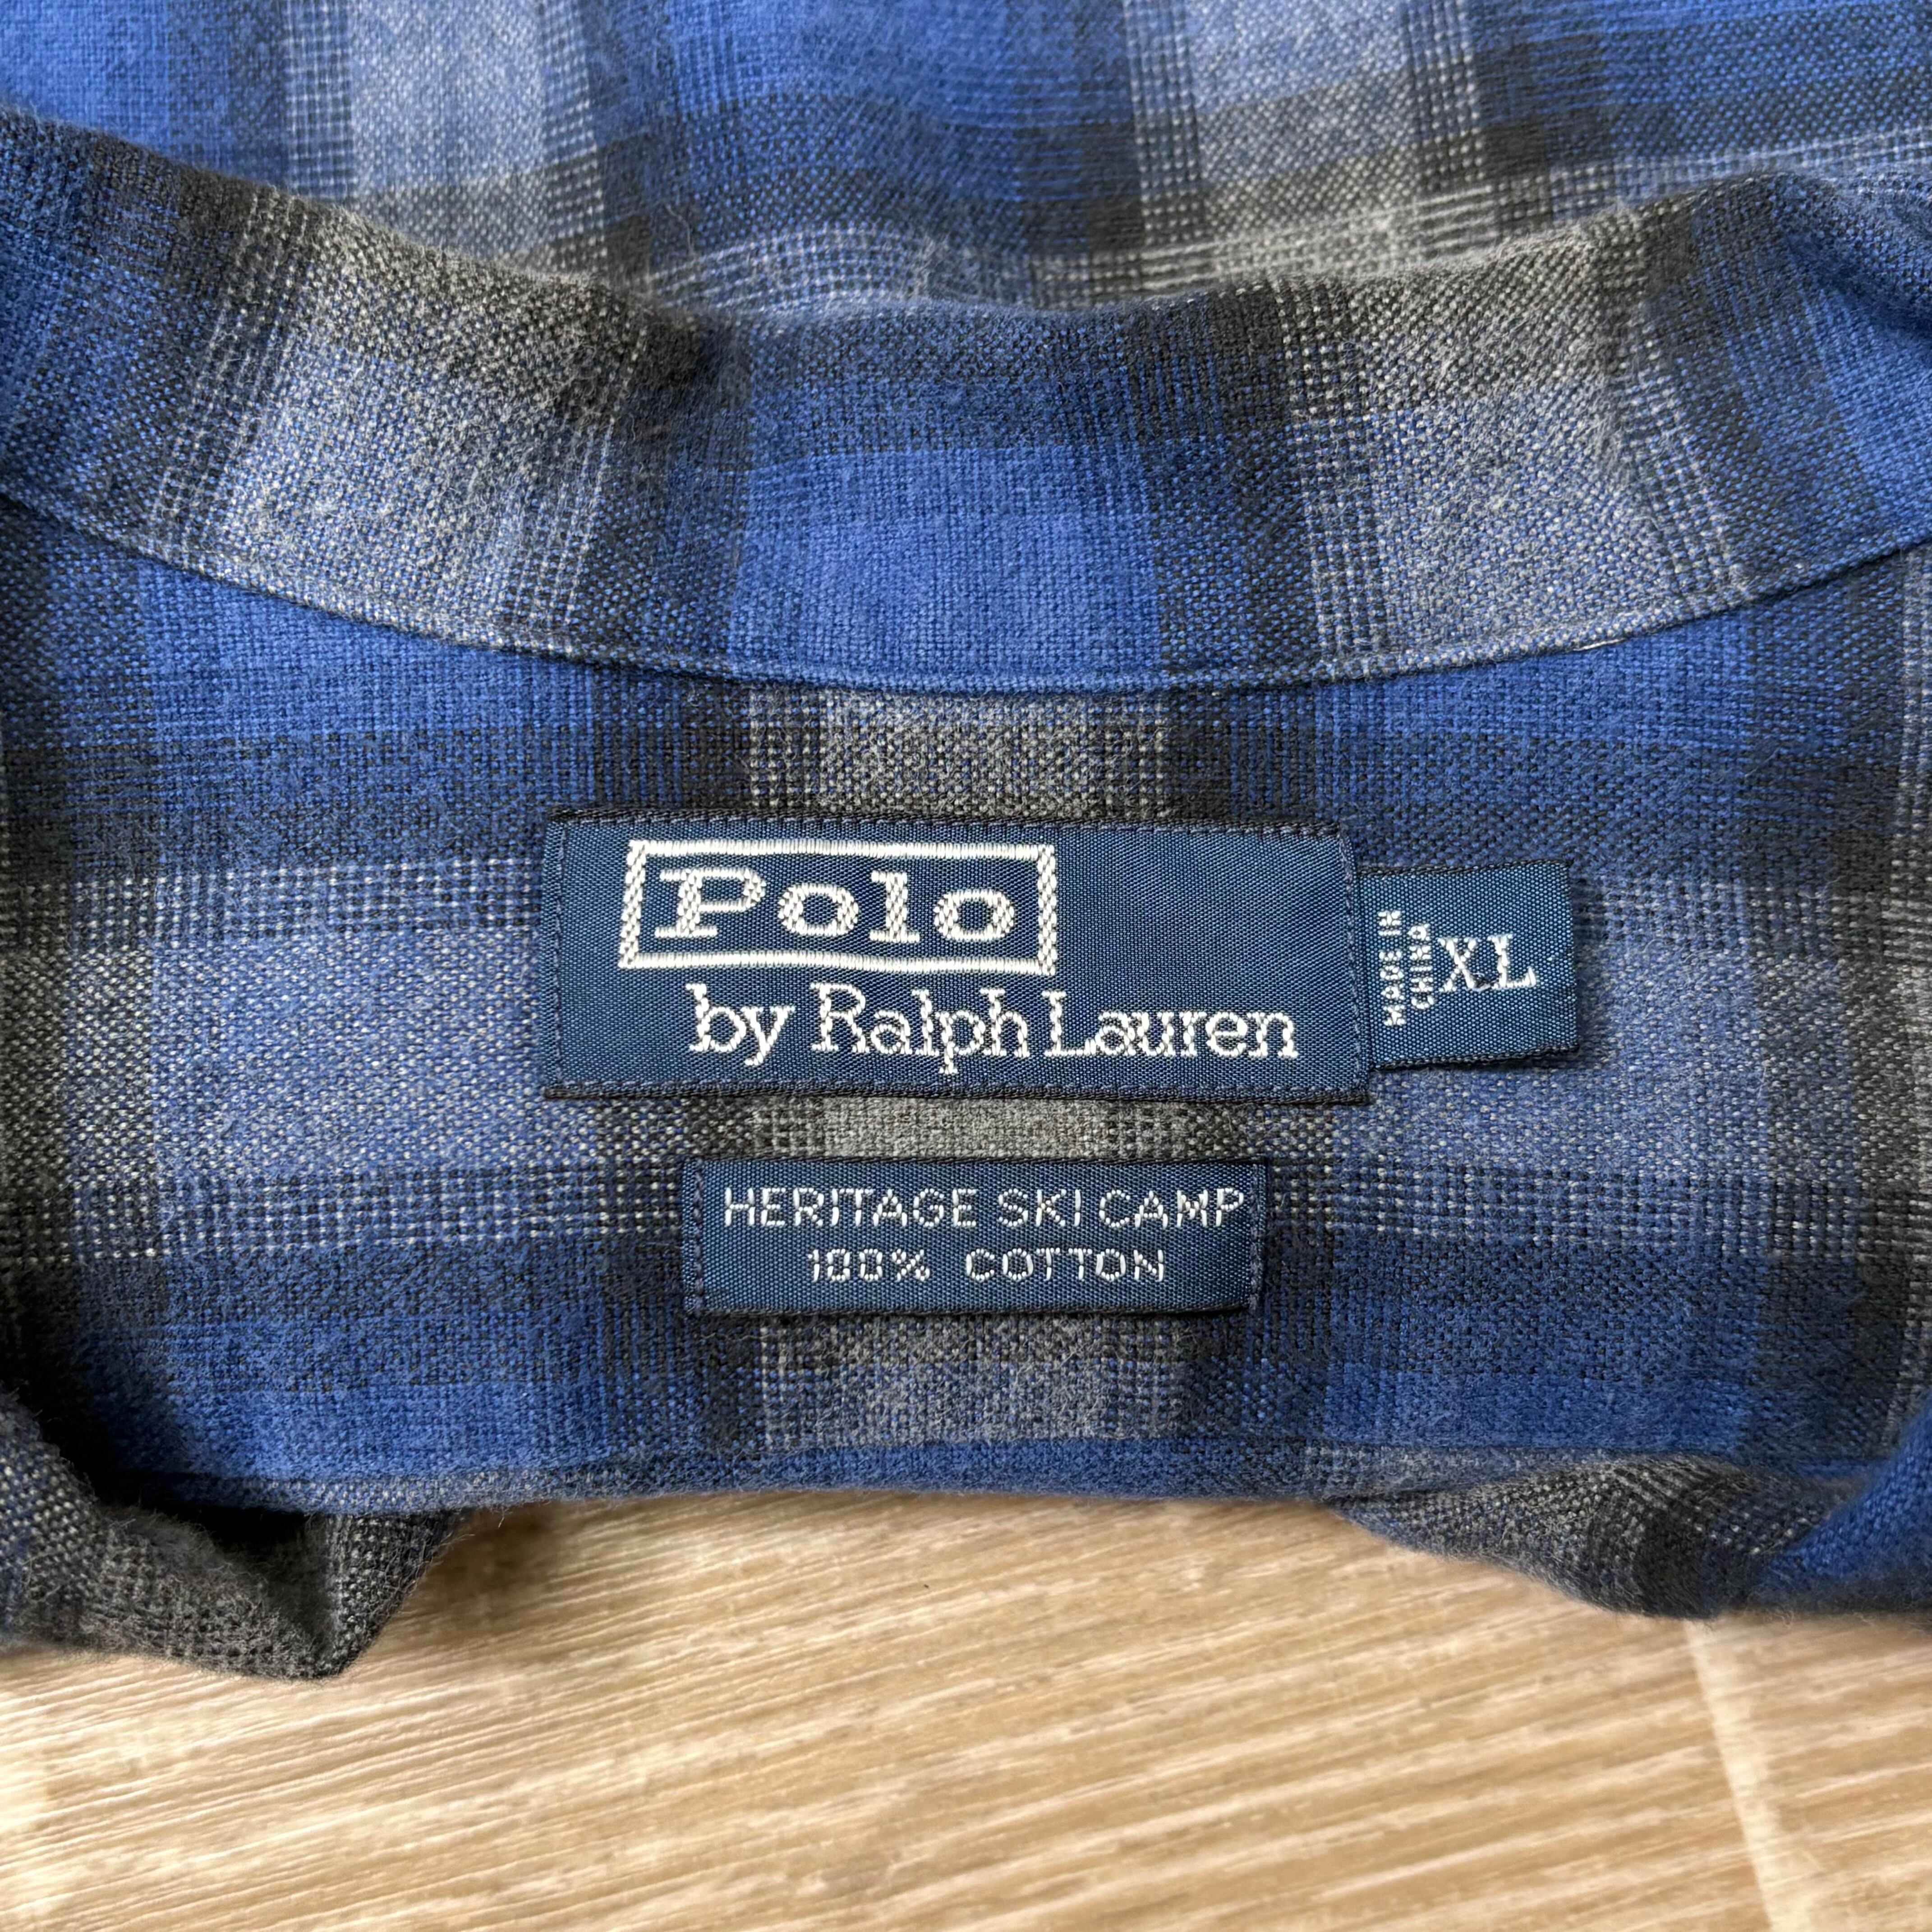 Polo
by Ralph Lauren
MADE IN
CHINA
XL
HERITAGE SKI CAMP
100% COTTON